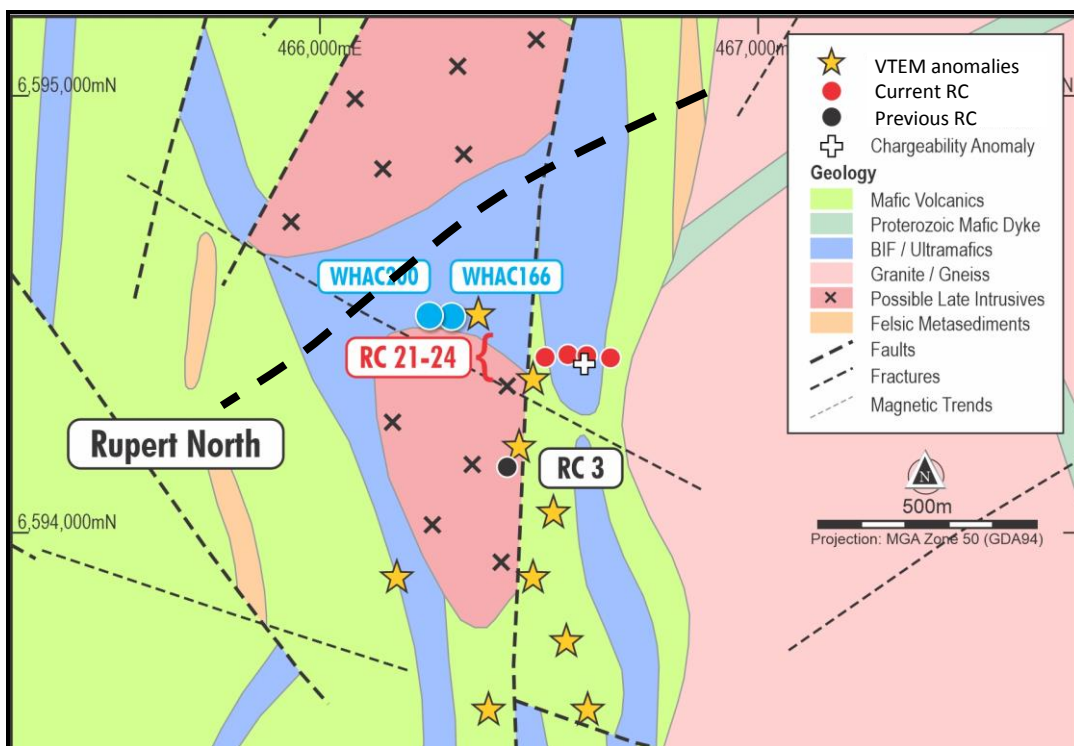 466,000mE
467,000m
6,595,000mN
N
VTEM anomalies
Current RC
Previous RC
Chargeability Anomaly
Geology
Mafic Volcanics
Proterozoic Mafic Dyke
BIF / Ultramafics
Granite / Gneiss
Possible Late Intrusives
Felsic Metasediments
Faults
Fractures
Magnetic Trends
WHAC200
WHAC166
RC 21-24
Rupert North
RC 3
N
500m
6,594,000mN
Projection: MGA Zone 50 (GDA94)